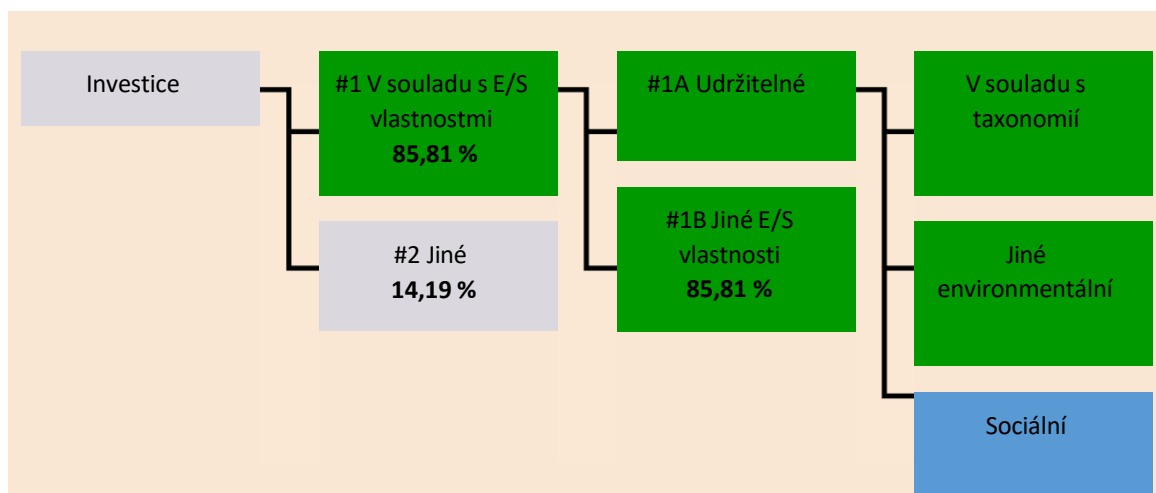 Investice
#1 V souladu s E/S
vlastnostmi
85,81 %
#2 Jiné
14,19 %
#1A Udržitelné
#1B Jiné E/S
vlastnosti
85,81 %
V souladu s
taxonomií
Jiné
environmentální
Sociální